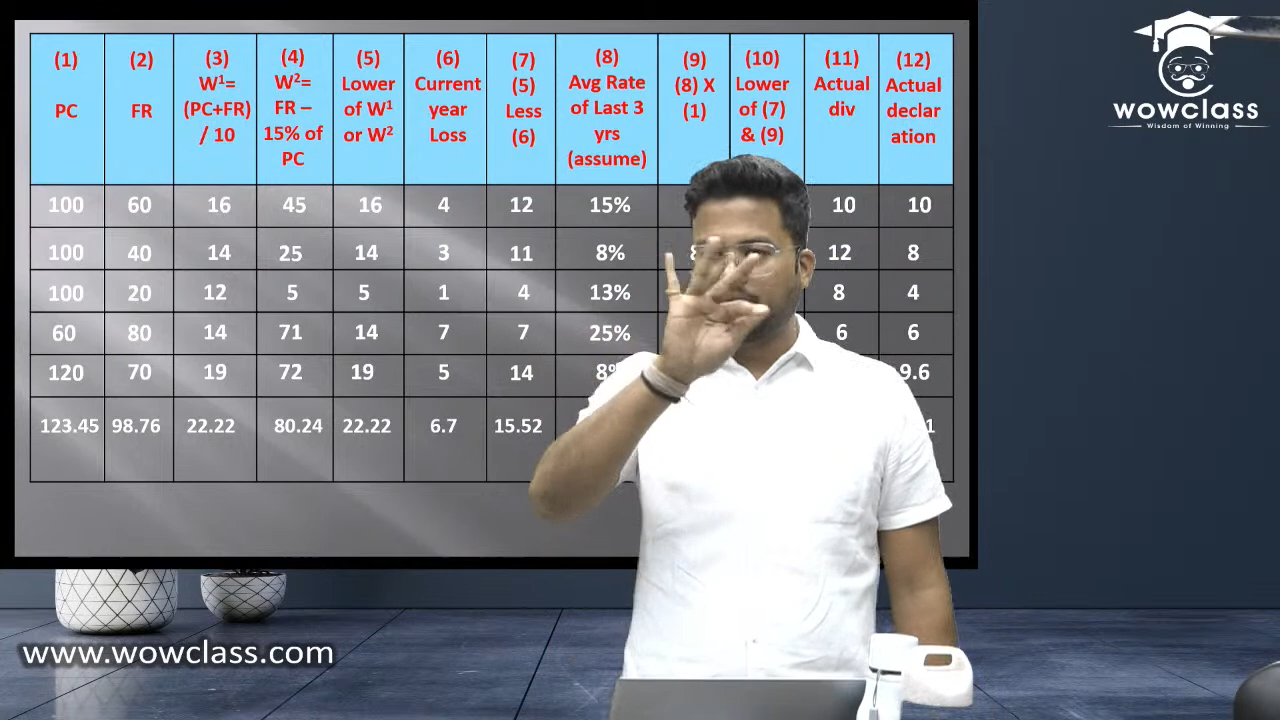 (1) (2) (3) (4) (5) (6) (7) (8) (9) (10) (11) (12)
PC FR W¹= (PC+FR) / 10 W²= FR – 15% of PC Lower of W¹ or W² Current year Loss (5) Less (6) Avg Rate of Last 3 yrs (assume) (8) X (1) Lower of (7) & (9) Actual div Actual declar ation
100 60 16 45 16 4 12 15% 10 10
100 40 14 25 14 3 11 8% 12 8
100 20 12 5 5 1 4 13% 8 4
60 80 14 71 14 7 7 25% 6 6
120 70 19 72 19 5 14 9.6
123.45 98.76 22.22 80.24 22.22 6.7 15.52
wowclass
Wisdom of Winning
www.wowclass.com